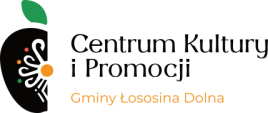 Centrum Kultury
i Promocji
Gminy Łososina Dolna